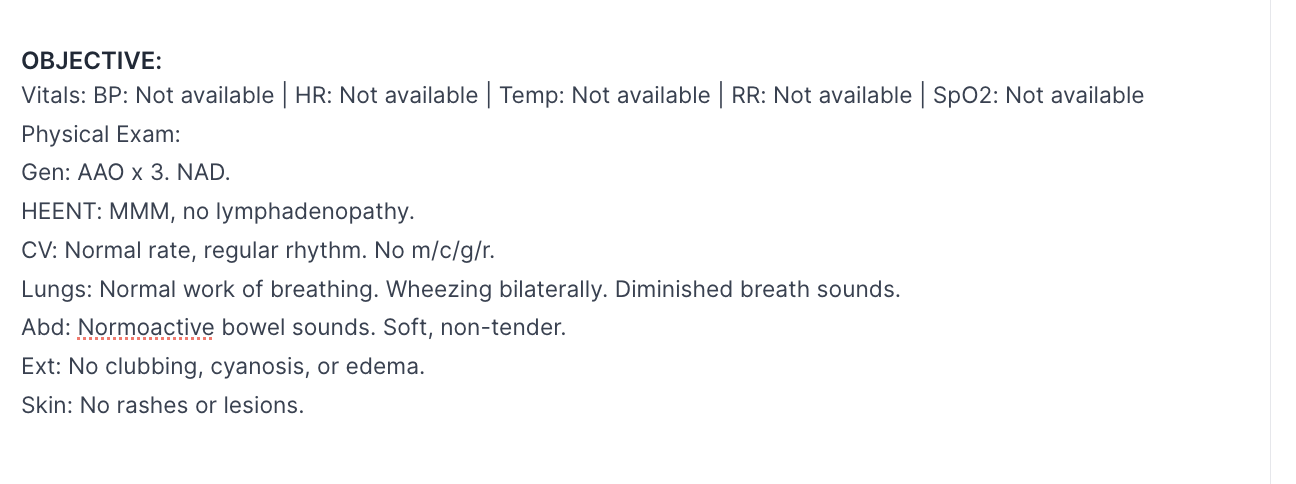 OBJECTIVE:
Vitals: BP: Not available | HR: Not available | Temp: Not available | RR: Not available | SpO2: Not available
Physical Exam:
Gen: AAO x 3. NAD.
HEENT: MMM, no lymphadenopathy.
CV: Normal rate, regular rhythm. No m/c/g/r.
Lungs: Normal work of breathing. Wheezing bilaterally. Diminished breath sounds.
Abd: Normoactive bowel sounds. Soft, non-tender.
Ext: No clubbing, cyanosis, or edema.
Skin: No rashes or lesions.